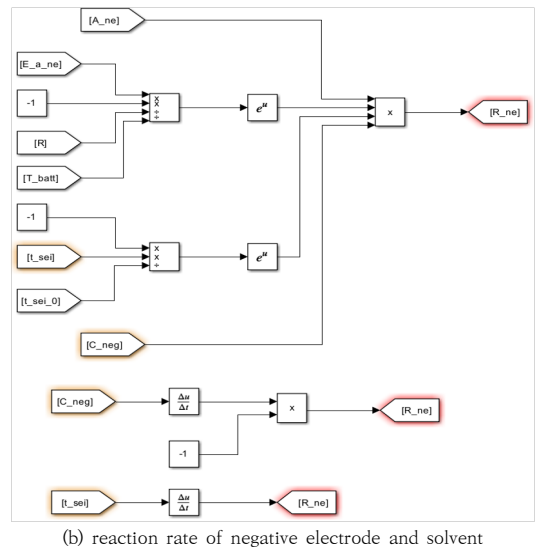 [A_ne]
[E_a_ne]
-1
[R]
[T_batt]
x
x
÷
÷
e^u
x
[R_ne]
-1
[t_sei]
[t_sei_0]
x
x
÷
e^u
[C_neg]
[C_neg]
Δu
Δt
x
[R_ne]
-1
[t_sei]
Δu
Δt
[R_ne]
(b) reaction rate of negative electrode and solvent